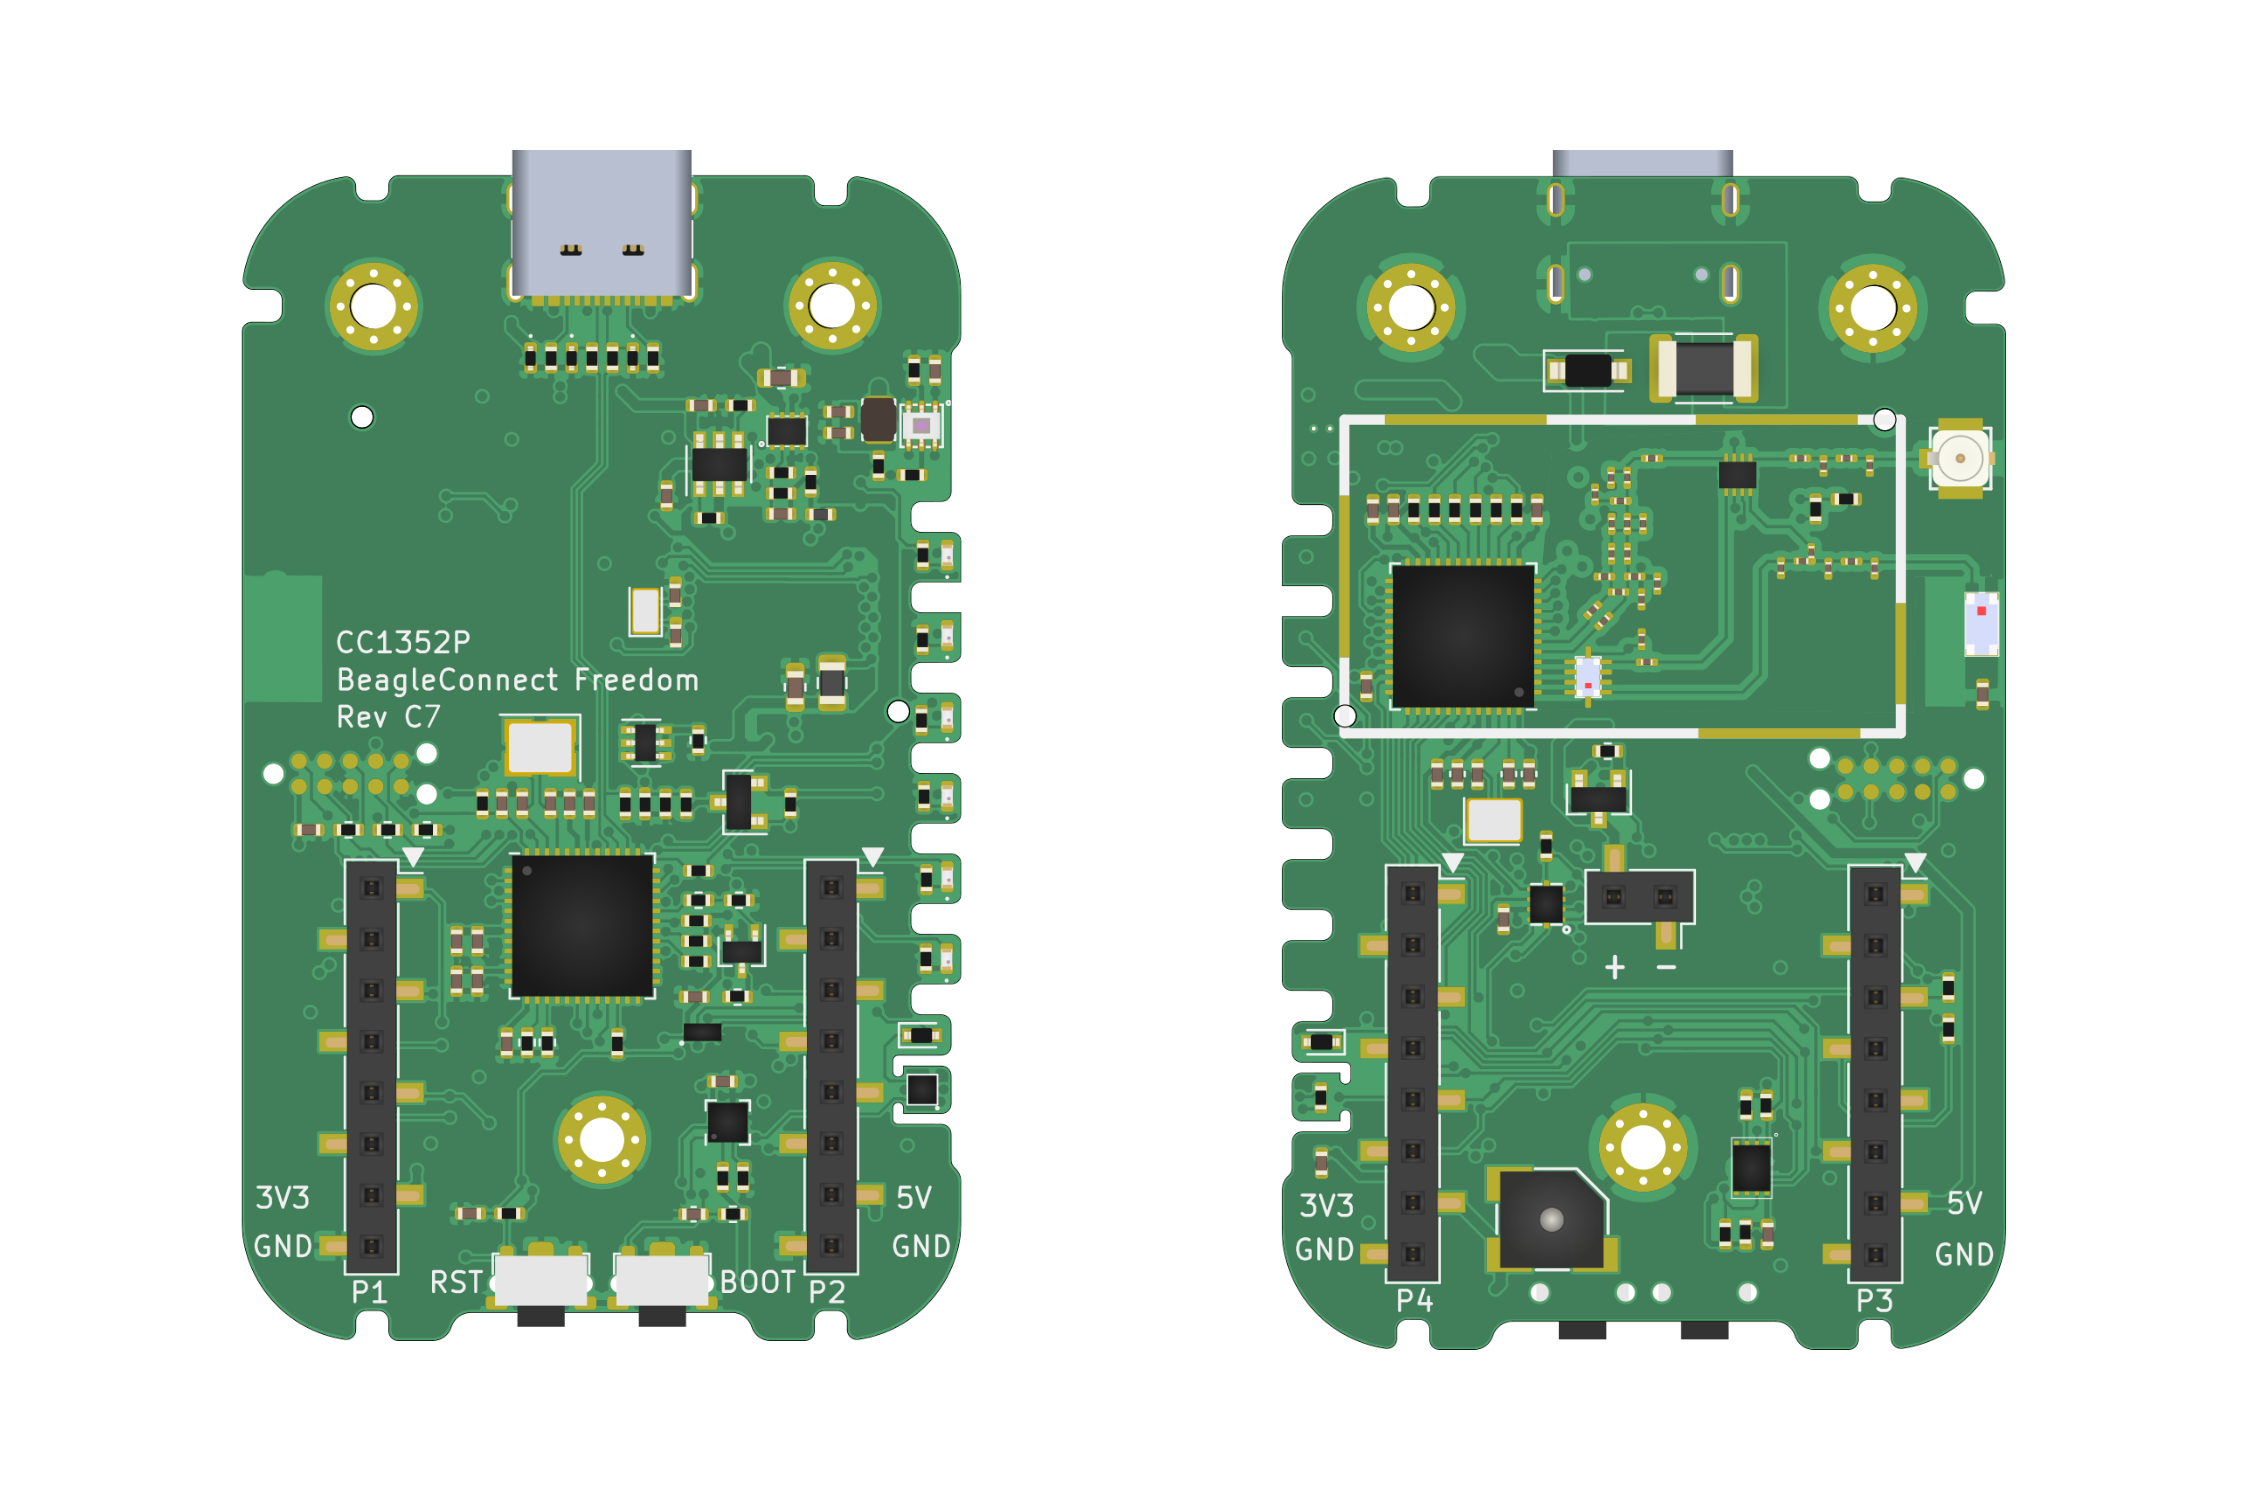 CC1352P
BeagleConnect Freedom
Rev C7
3V3
GND
5V
GND
RST
BOOT
P1
P2
+ -
3V3
GND
5V
GND
P4
P3